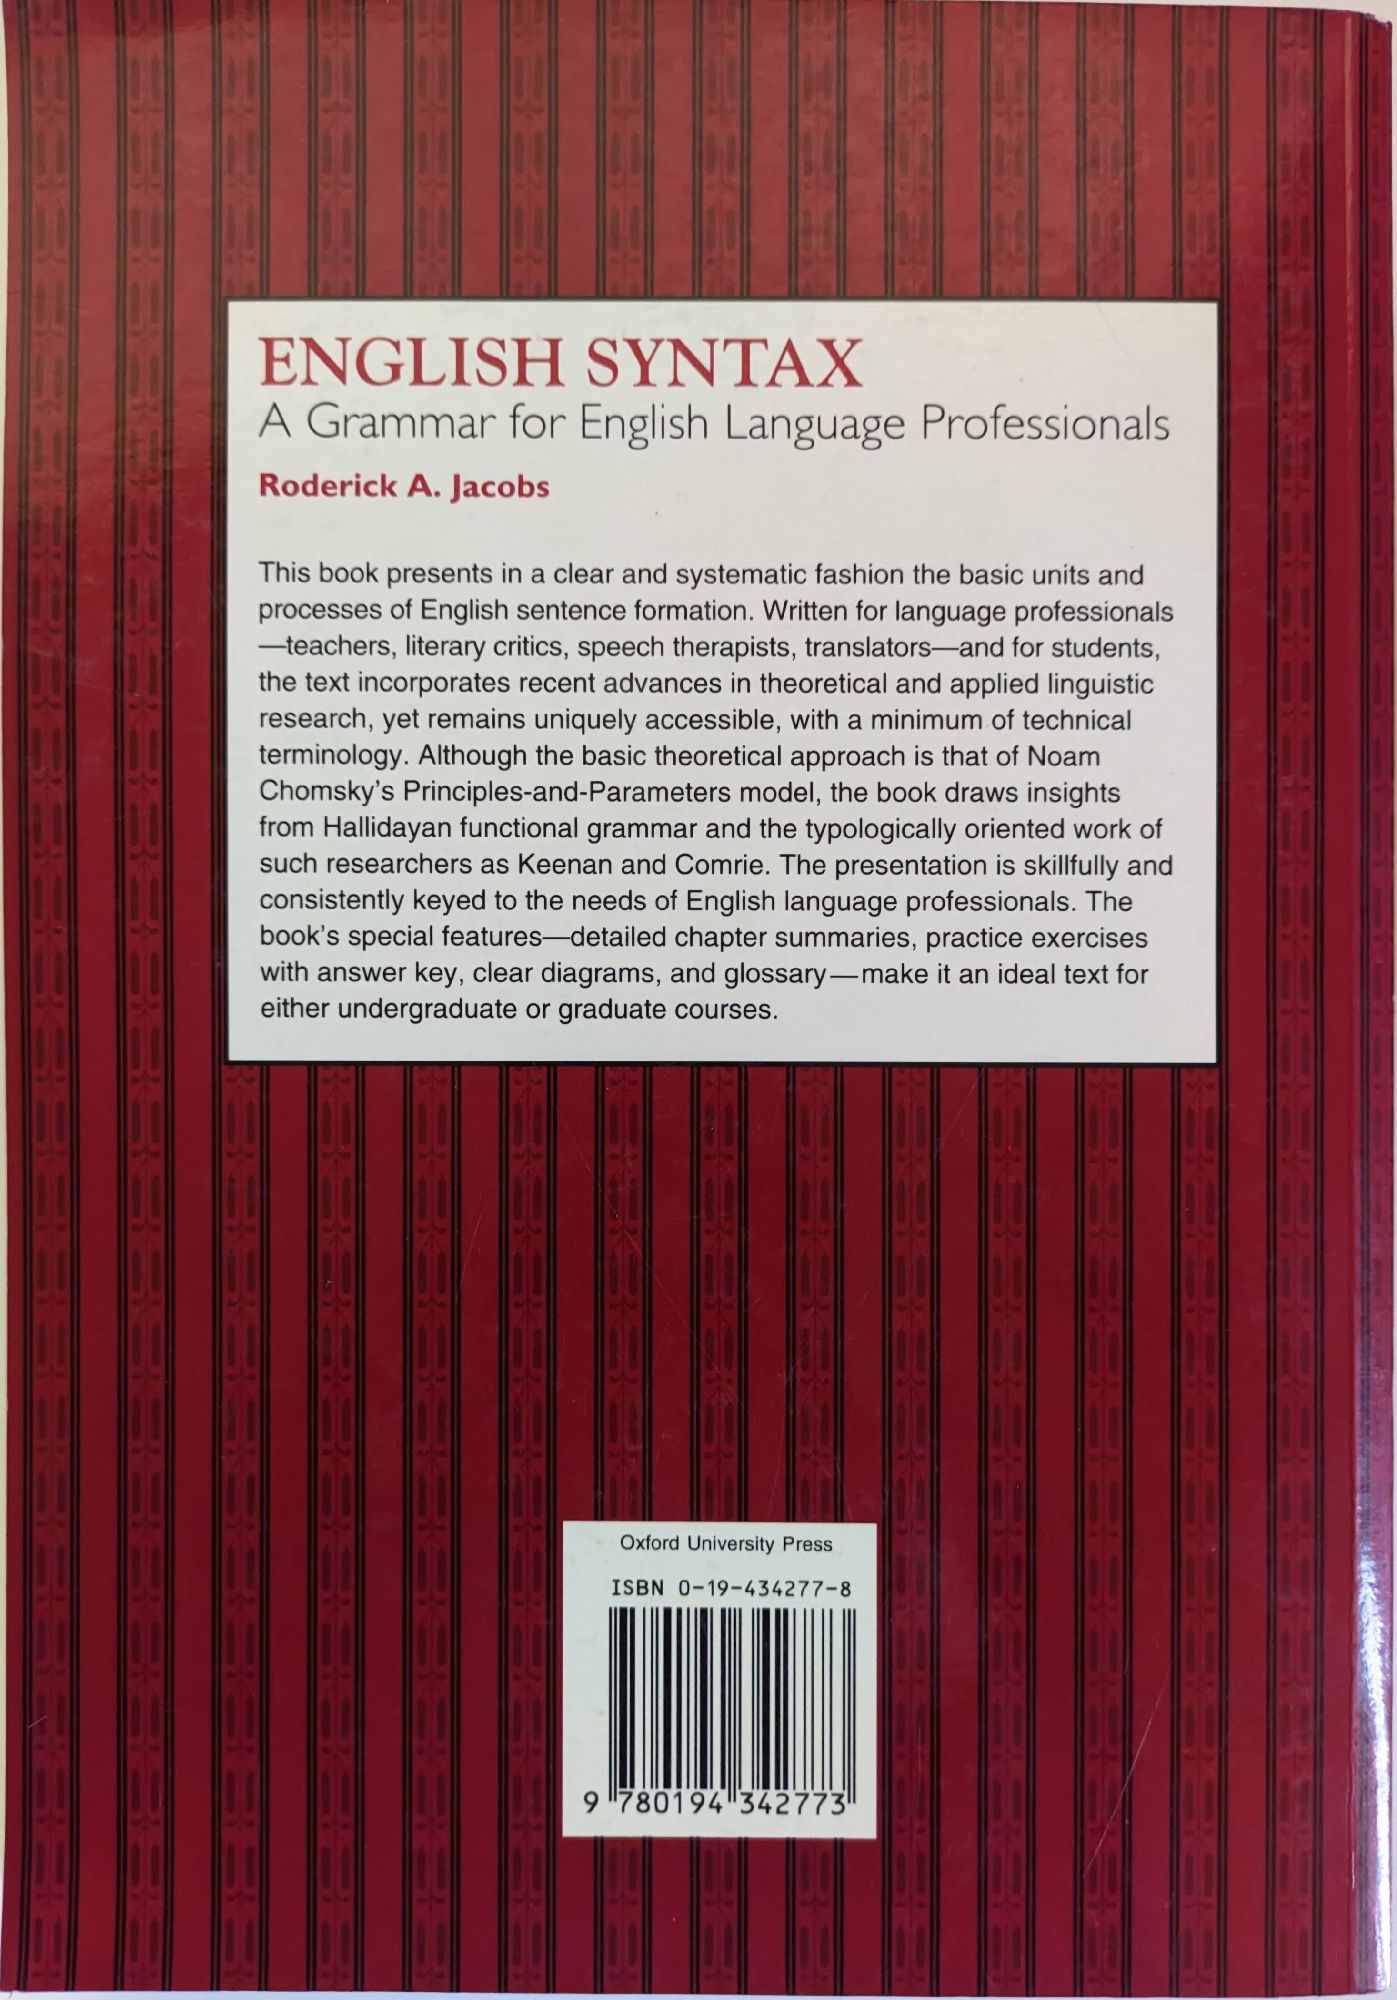 ENGLISH SYNTAX
A Grammar for English Language Professionals
Roderick A. Jacobs
This book presents in a clear and systematic fashion the basic units and
processes of English sentence formation. Written for language professionals
—teachers, literary critics, speech therapists, translators—and for students,
the text incorporates recent advances in theoretical and applied linguistic
research, yet remains uniquely accessible, with a minimum of technical
terminology. Although the basic theoretical approach is that of Noam
Chomsky's Principles-and-Parameters model, the book draws insights
from Hallidayan functional grammar and the typologically oriented work of
such researchers as Keenan and Comrie. The presentation is skillfully and
consistently keyed to the needs of English language professionals. The
book's special features—detailed chapter summaries, practice exercises
with answer key, clear diagrams, and glossary—make it an ideal text for
either undergraduate or graduate courses.
Oxford University Press
ISBN 0-19-434277-8
9 780194 342773